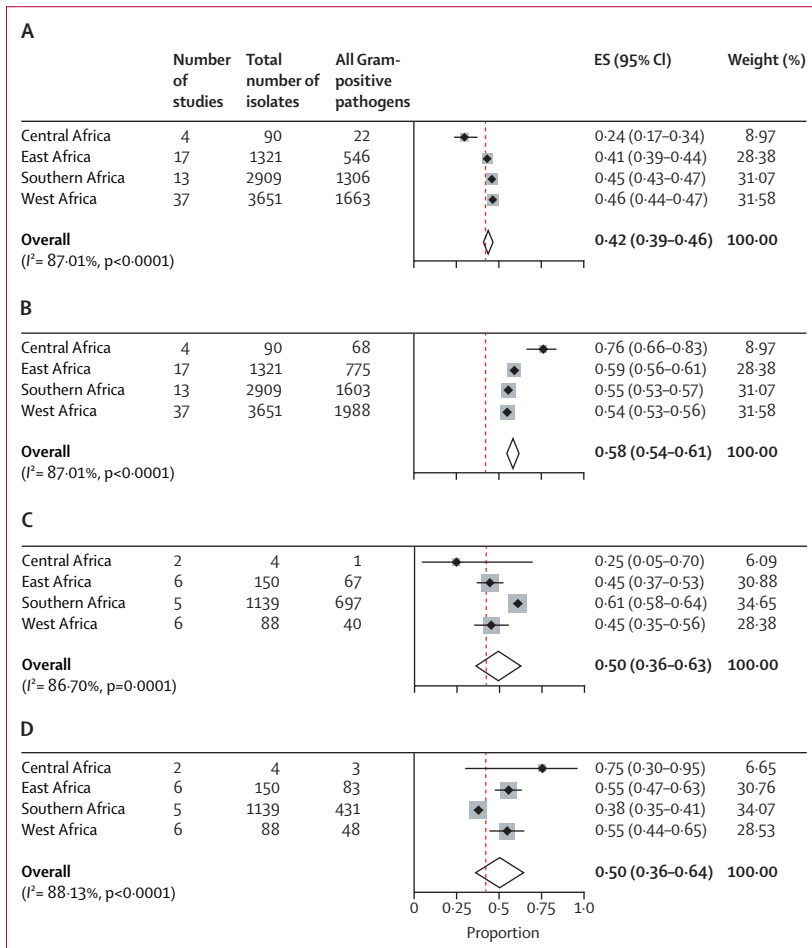 A
Number of studies Total number of isolates All Gram-positive pathogens ES (95% Cl) Weight (%)
Central Africa 4 90 22 0·24 (0·17–0·34) 8·97
East Africa 17 1321 546 0·41 (0·39–0·44) 28·38
Southern Africa 13 2909 1306 0·45 (0·43–0·47) 31·07
West Africa 37 3651 1663 0·46 (0·44–0·47) 31·58
Overall 0·42 (0·39–0·46) 100·00
(I²= 87·01%, p<0·0001)
B
Central Africa 4 90 68 0·76 (0·66–0·83) 8·97
East Africa 17 1321 775 0·59 (0·56–0·61) 28·38
Southern Africa 13 2909 1603 0·55 (0·53–0·57) 31·07
West Africa 37 3651 1988 0·54 (0·53–0·56) 31·58
Overall 0·58 (0·54–0·61) 100·00
(I²= 87·01%, p<0·0001)
C
Central Africa 2 4 1 0·25 (0·05–0·70) 6·09
East Africa 6 150 67 0·45 (0·37–0·53) 30·88
Southern Africa 5 1139 697 0·61 (0·58–0·64) 34·65
West Africa 6 88 40 0·45 (0·35–0·56) 28·38
Overall 0·50 (0·36–0·63) 100·00
(I²= 86·70%, p=0·0001)
D
Central Africa 2 4 3 0·75 (0·30–0·95) 6·65
East Africa 6 150 83 0·55 (0·47–0·63) 30·76
Southern Africa 5 1139 431 0·38 (0·35–0·41) 34·07
West Africa 6 88 48 0·55 (0·44–0·65) 28·53
Overall 0·50 (0·36–0·64) 100·00
(I²= 88·13%, p<0·0001)
0 0·25 0·5 0·75 1·0
Proportion